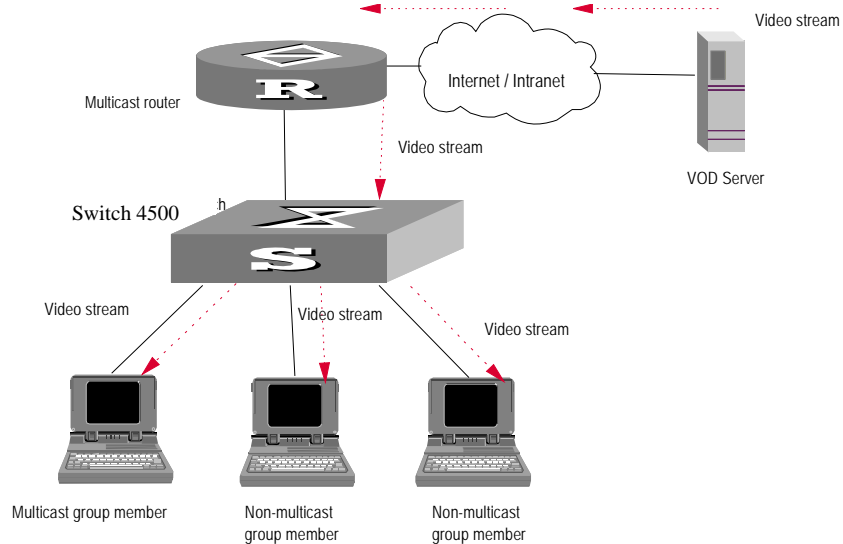 Video stream
Internet / Intranet
Multicast router
R
Video stream
VOD Server
Switch 4500
h
S
Video stream
Video stream
Video stream
Multicast group member
Non-multicast
group member
Non-multicast
group member